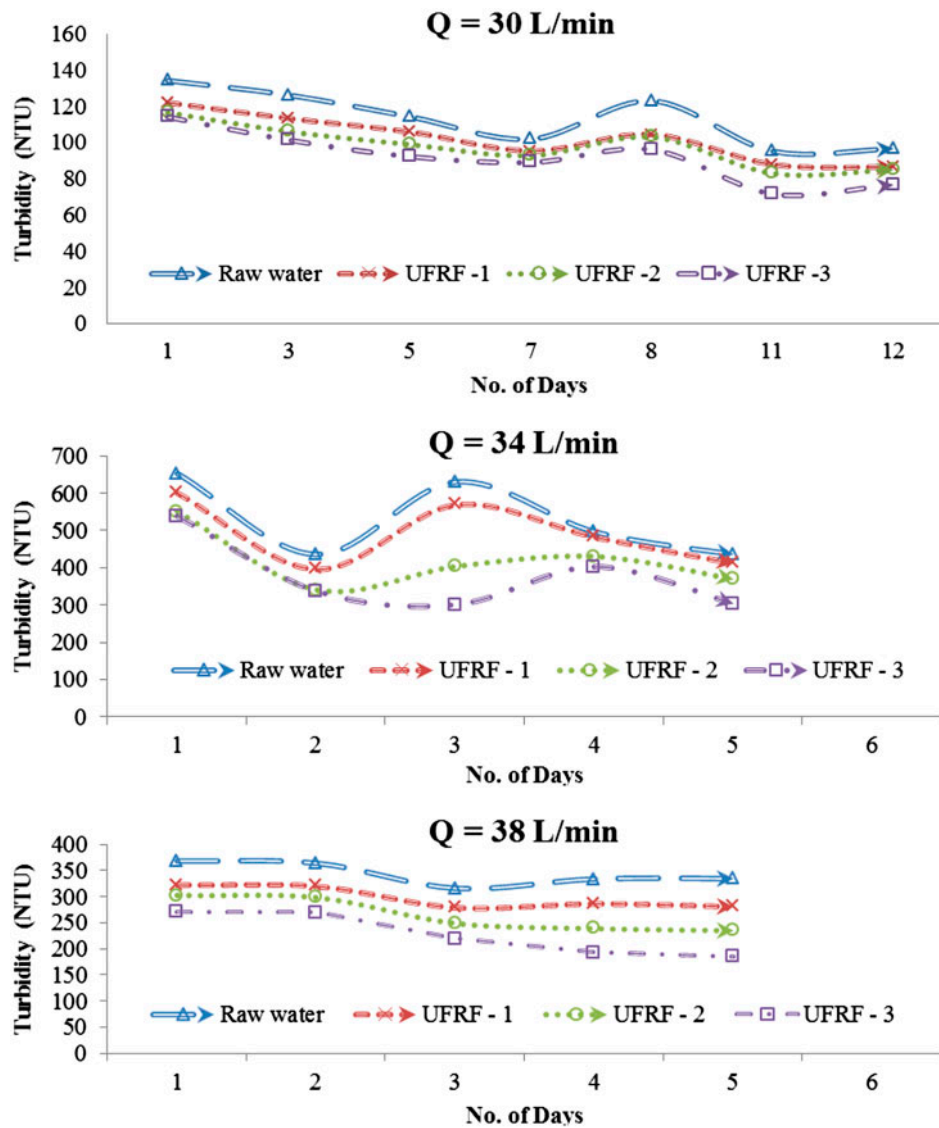 Q = 30 L/min
Turbidity (NTU)
160
140
120
100
80
60
40
20
0
Raw water UFRF -1 UFRF -2 UFRF -3
1 3 5 7 8 11 12
No. of Days
Q = 34 L/min
Turbidity (NTU)
700
600
500
400
300
200
100
0
Raw water UFRF - 1 UFRF - 2 UFRF - 3
1 2 3 4 5 6
No. of Days
Q = 38 L/min
Turbidity (NTU)
400
350
300
250
200
150
100
50
0
Raw water UFRF - 1 UFRF - 2 UFRF - 3
1 2 3 4 5 6
No. of Days